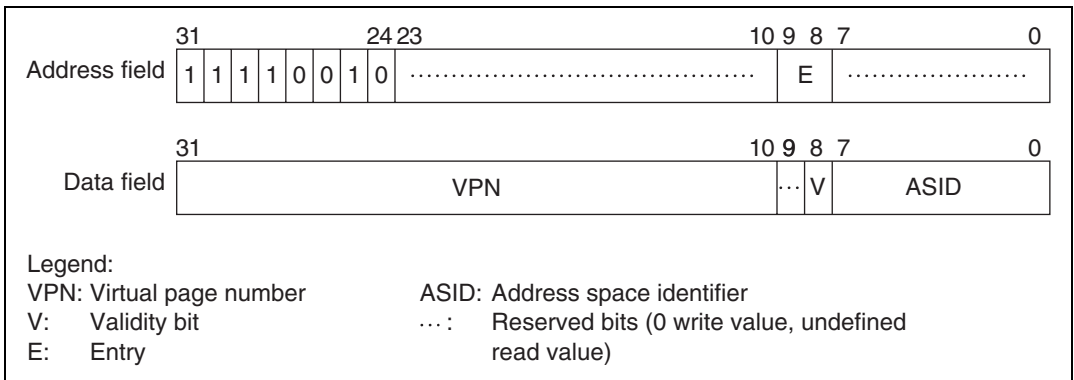 31 24 23 10 9 8 7 0
Address field 1 1 1 1 0 0 1 0 ……………………………… E ………………
31 10 9 8 7 0
Data field VPN … V ASID
Legend:
VPN: Virtual page number ASID: Address space identifier
V: Validity bit … : Reserved bits (0 write value, undefined
E: Entry read value)